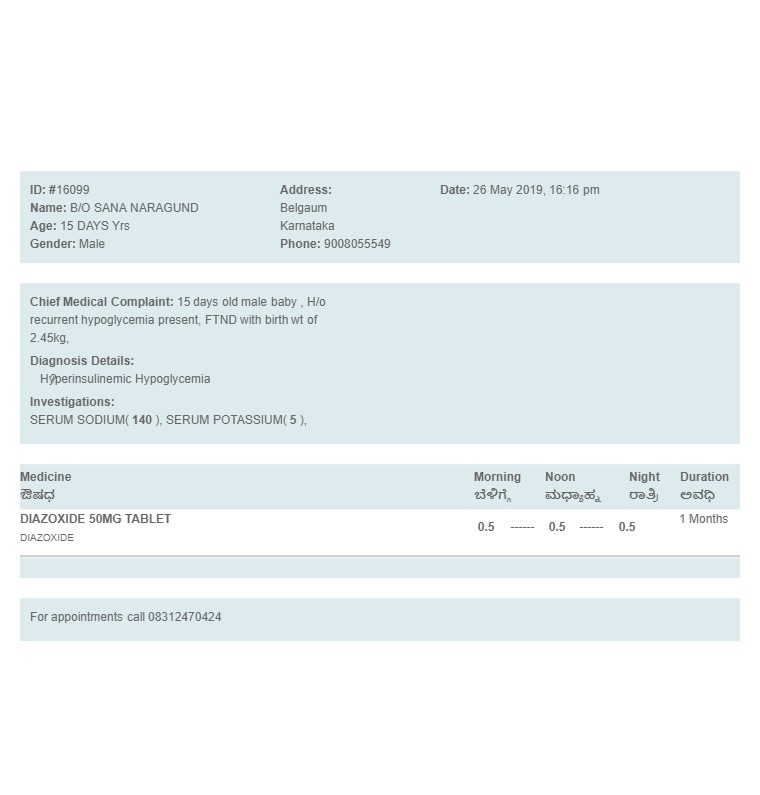 ID: #16099
Name: B/O SANA NARAGUND
Age: 15 DAYS Yrs
Gender: Male
Address:
Belgaum
Karnataka
Phone: 9008055549
Date: 26 May 2019, 16:16 pm
Chief Medical Complaint: 15 days old male baby , H/o
recurrent hypoglycemia present, FTND with birth wt of
2.45kg,
Diagnosis Details:
Hyperinsulinemic Hypoglycemia
Investigations:
SERUM SODIUM( 140 ), SERUM POTASSIUM( 5 ),
Medicine Morning Noon Night Duration
ಔಷಧ ಬೆಳಿಗ್ಗೆ ಮಧ್ಯಾಹ್ನ ರಾತ್ರಿ ಅವಧಿ
DIAZOXIDE 50MG TABLET 0.5 ------ 0.5 ------ 0.5 1 Months
DIAZOXIDE
For appointments call 08312470424